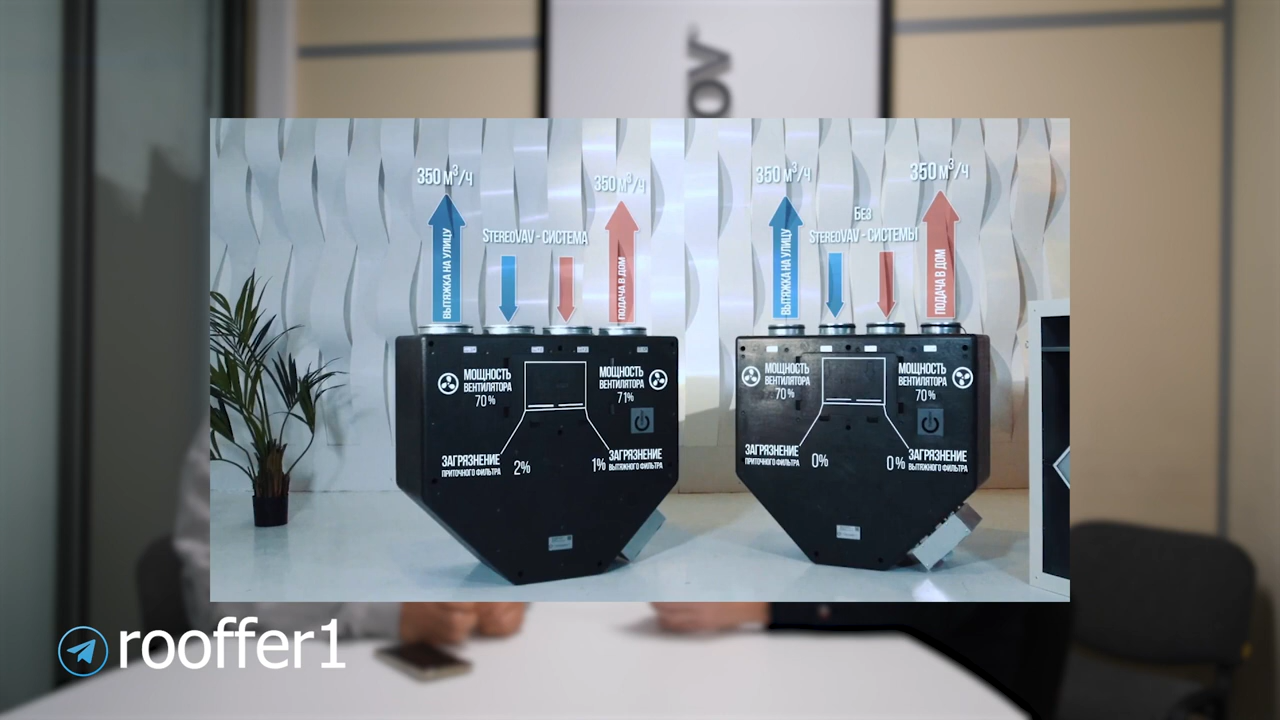 OV
350 м³/ч
350 м³/ч
StereoVAV - система
Вытяжка на улицу
Подача в дом
Мощность
вентилятора
70 %
Мощность
вентилятора
71%
Загрязнение
приточного фильтра
2%
1%
Загрязнение
вытяжного фильтра
350 м³/ч
350 м³/ч
Без
StereoVAV - системы
Вытяжка на улицу
Подача в дом
Мощность
вентилятора
70 %
Мощность
вентилятора
70 %
Загрязнение
приточного фильтра
0%
0%
Загрязнение
вытяжного фильтра
rooffer1